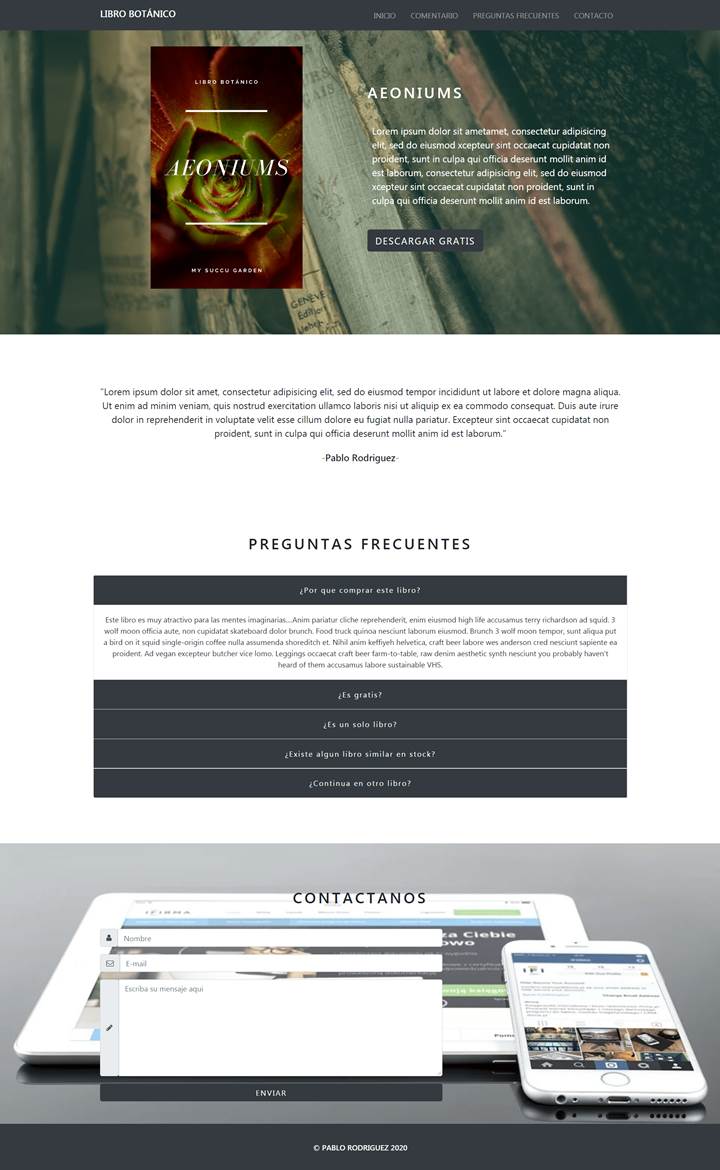 LIBRO BOTÁNICO
INICIO COMENTARIO PREGUNTAS FRECUENTES CONTACTO
LIBRO BOTÁNICO
AEONIUMS
MY SUCCU GARDEN
AEONIUMS
Lorem ipsum dolor sit ametamet, consectetur adipisicing
elit, sed do eiusmod xcepteur sint occaecat cupidatat non
proident, sunt in culpa qui officia deserunt mollit anim id
est laborum, consectetur adipisicing elit, sed do eiusmod
xcepteur sint occaecat cupidatat non proident, sunt in
culpa qui officia deserunt mollit anim id est laborum.
DESCARGAR GRATIS
GENEVE
"Lorem ipsum dolor sit amet, consectetur adipisicing elit, sed do eiusmod tempor incididunt ut labore et dolore magna aliqua.
Ut enim ad minim veniam, quis nostrud exercitation ullamco laboris nisi ut aliquip ex ea commodo consequat. Duis aute irure
dolor in reprehenderit in voluptate velit esse cillum dolore eu fugiat nulla pariatur. Excepteur sint occaecat cupidatat non
proident, sunt in culpa qui officia deserunt mollit anim id est laborum."
-Pablo Rodriguez-
PREGUNTAS FRECUENTES
¿Por que comprar este libro?
Este libro es muy atractivo para las mentes imaginarias....Anim pariatur cliche reprehenderit, enim eiusmod high life accusamus terry richardson ad squid. 3
wolf moon officia aute, non cupidatat skateboard dolor brunch. Food truck quinoa nesciunt laborum eiusmod. Brunch 3 wolf moon tempor, sunt aliqua put
a bird on it squid single-origin coffee nulla assumenda shoreditch et. Nihil anim keffiyeh helvetica, craft beer labore wes anderson cred nesciunt sapiente ea
proident. Ad vegan excepteur butcher vice lomo. Leggings occaecat craft beer farm-to-table, raw denim aesthetic synth nesciunt you probably haven't
heard of them accusamus labore sustainable VHS.
¿Es gratis?
¿Es un solo libro?
¿Existe algun libro similar en stock?
¿Continua en otro libro?
CONTACTANOS
Nombre
E-mail
Escriba su mensaje aqui
ENVIAR
za Ciebie
owo
Change Email Address
© PABLO RODRIGUEZ 2020